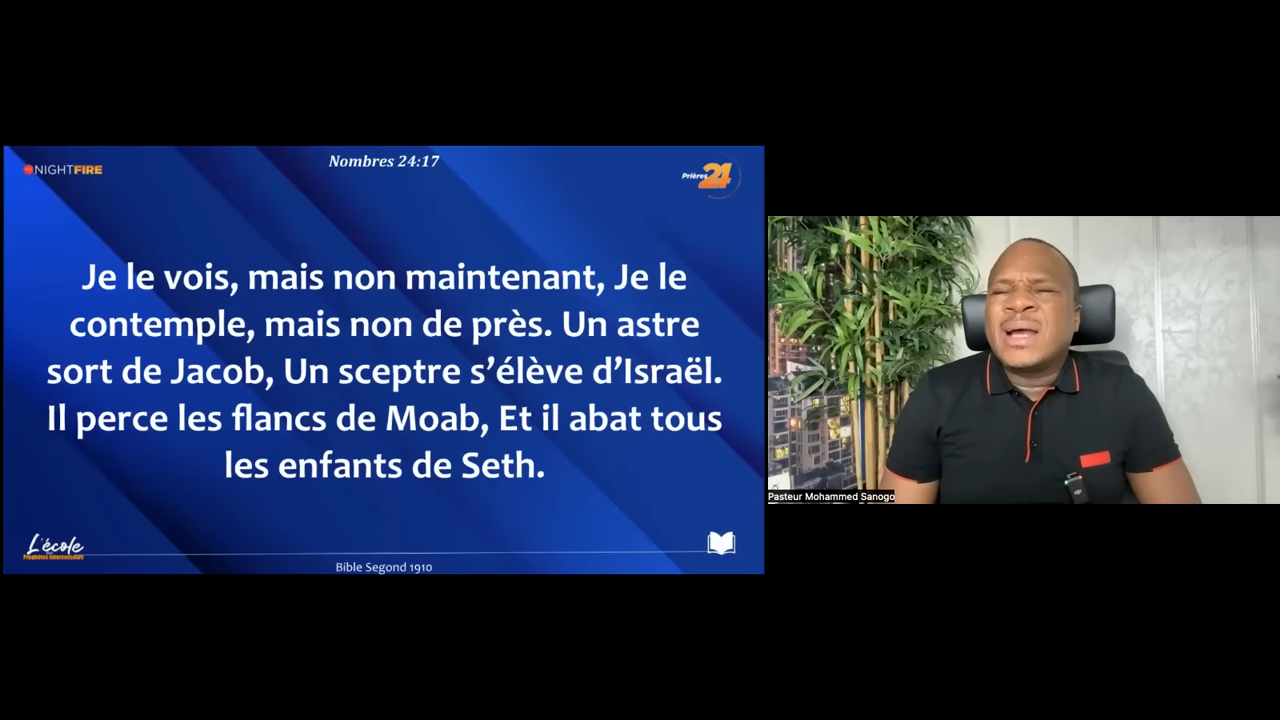 NIGHTFIRE
Nombres 24:17
Prières 24
Je le vois, mais non maintenant, Je le
contemple, mais non de près. Un astre
sort de Jacob, Un sceptre s’élève d’Israël.
Il perce les flancs de Moab, Et il abat tous
les enfants de Seth.
L'école
Prophètes Intercesseurs
Bible Segond 1910
Pasteur Mohammed Sanogo